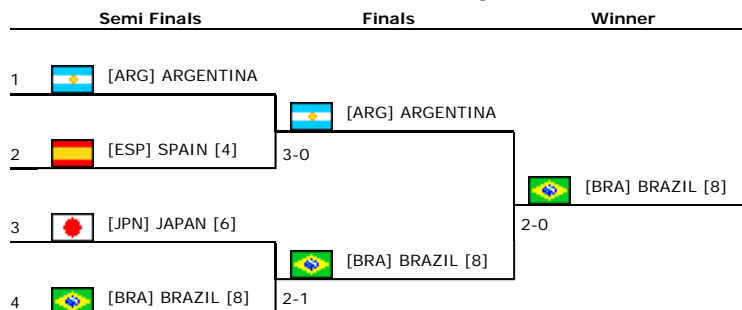 Semi Finals Finals Winner
1 [ARG] ARGENTINA
[ARG] ARGENTINA
2 [ESP] SPAIN [4] 3-0
[BRA] BRAZIL [8]
3 [JPN] JAPAN [6] 2-0
[BRA] BRAZIL [8]
4 [BRA] BRAZIL [8] 2-1